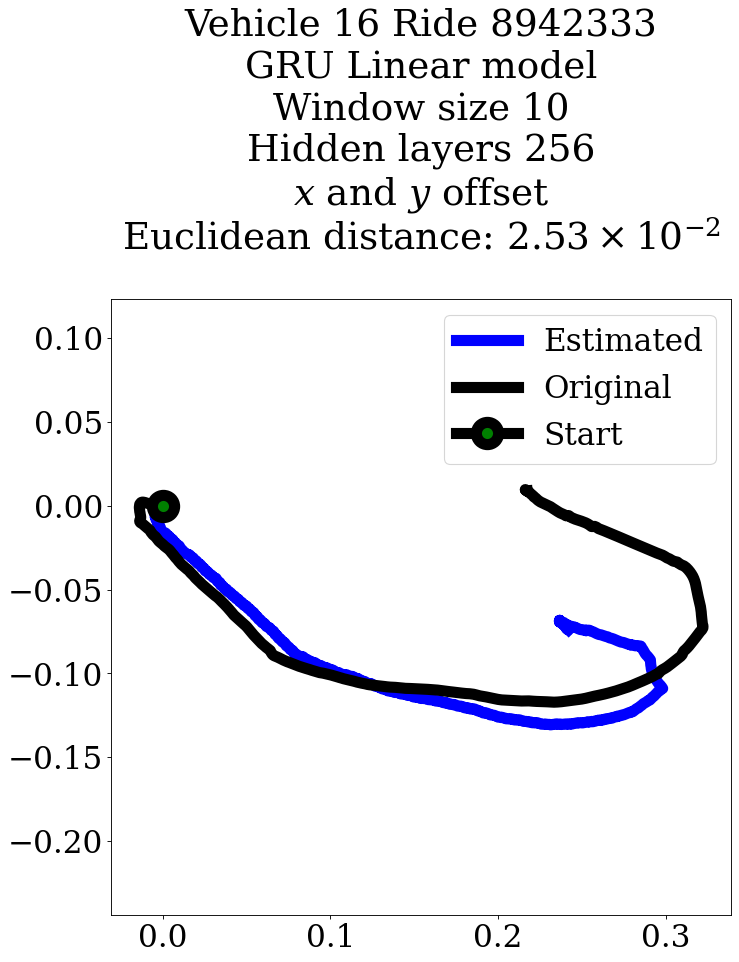 Vehicle 16 Ride 8942333
GRU Linear model
Window size 10
Hidden layers 256
x and y offset
Euclidean distance: 2.53 × 10⁻²
Estimated
Original
Start
0.10
0.05
0.00
−0.05
−0.10
−0.15
−0.20
0.0 0.1 0.2 0.3